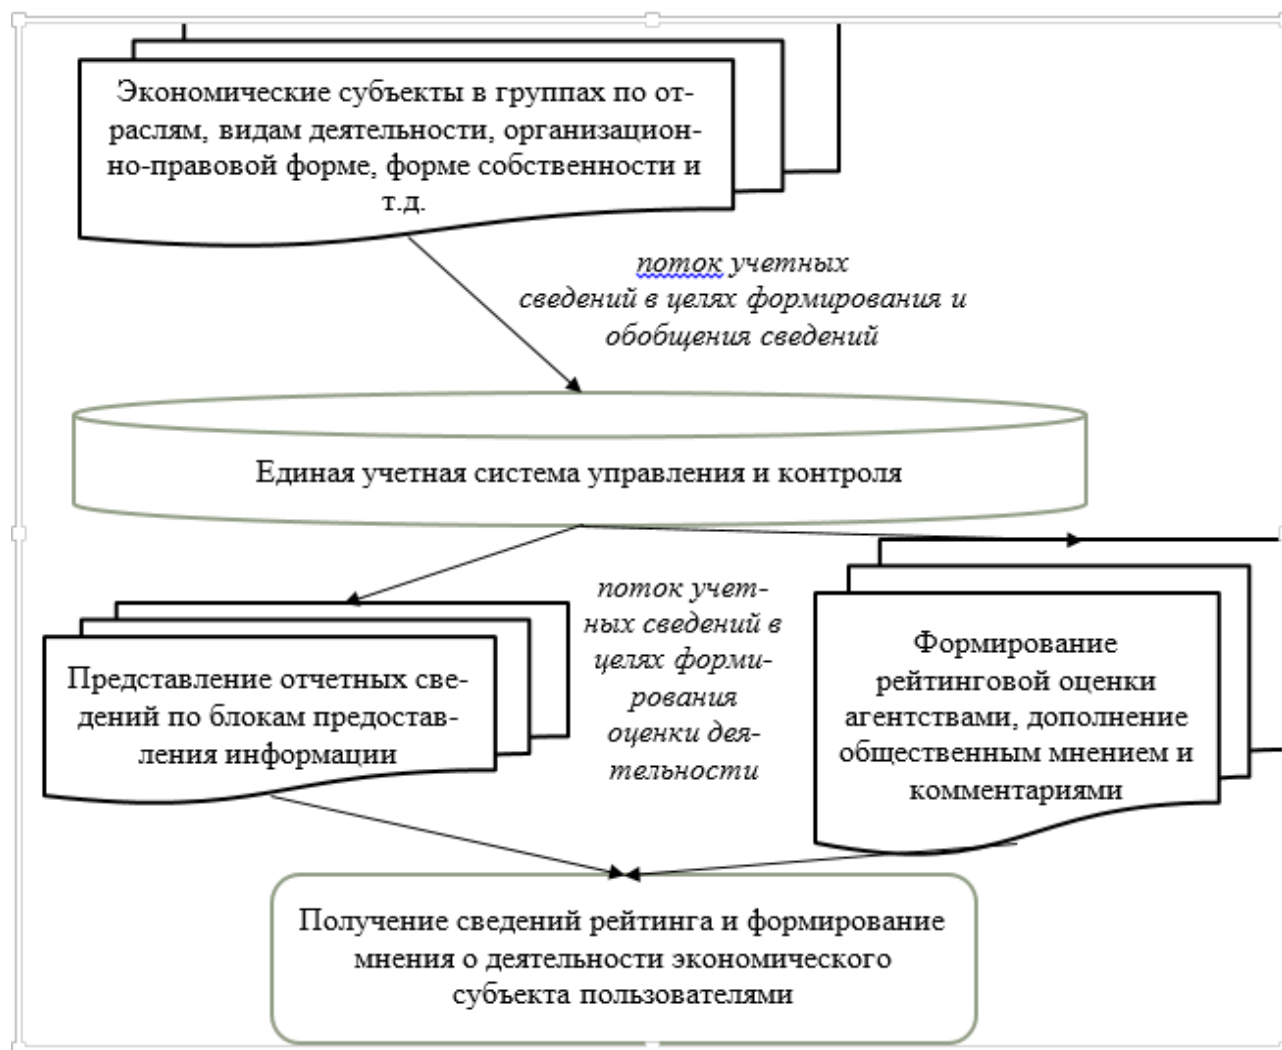 Экономические субъекты в группах по от-
раслям, видам деятельности, организацион-
но-правовой форме, форме собственности и
т.д.
поток учетных
сведений в целях формирования и
обобщения сведений
Единая учетная система управления и контроля
Представление отчетных све-
дений по блокам предостав-
ления информации
поток учет-
ных сведений в
целях форми-
рования
оценки дея-
тельности
Формирование
рейтинговой оценки
агентствами, дополнение
общественным мнением и
комментариями
Получение сведений рейтинга и формирование
мнения о деятельности экономического
субъекта пользователями